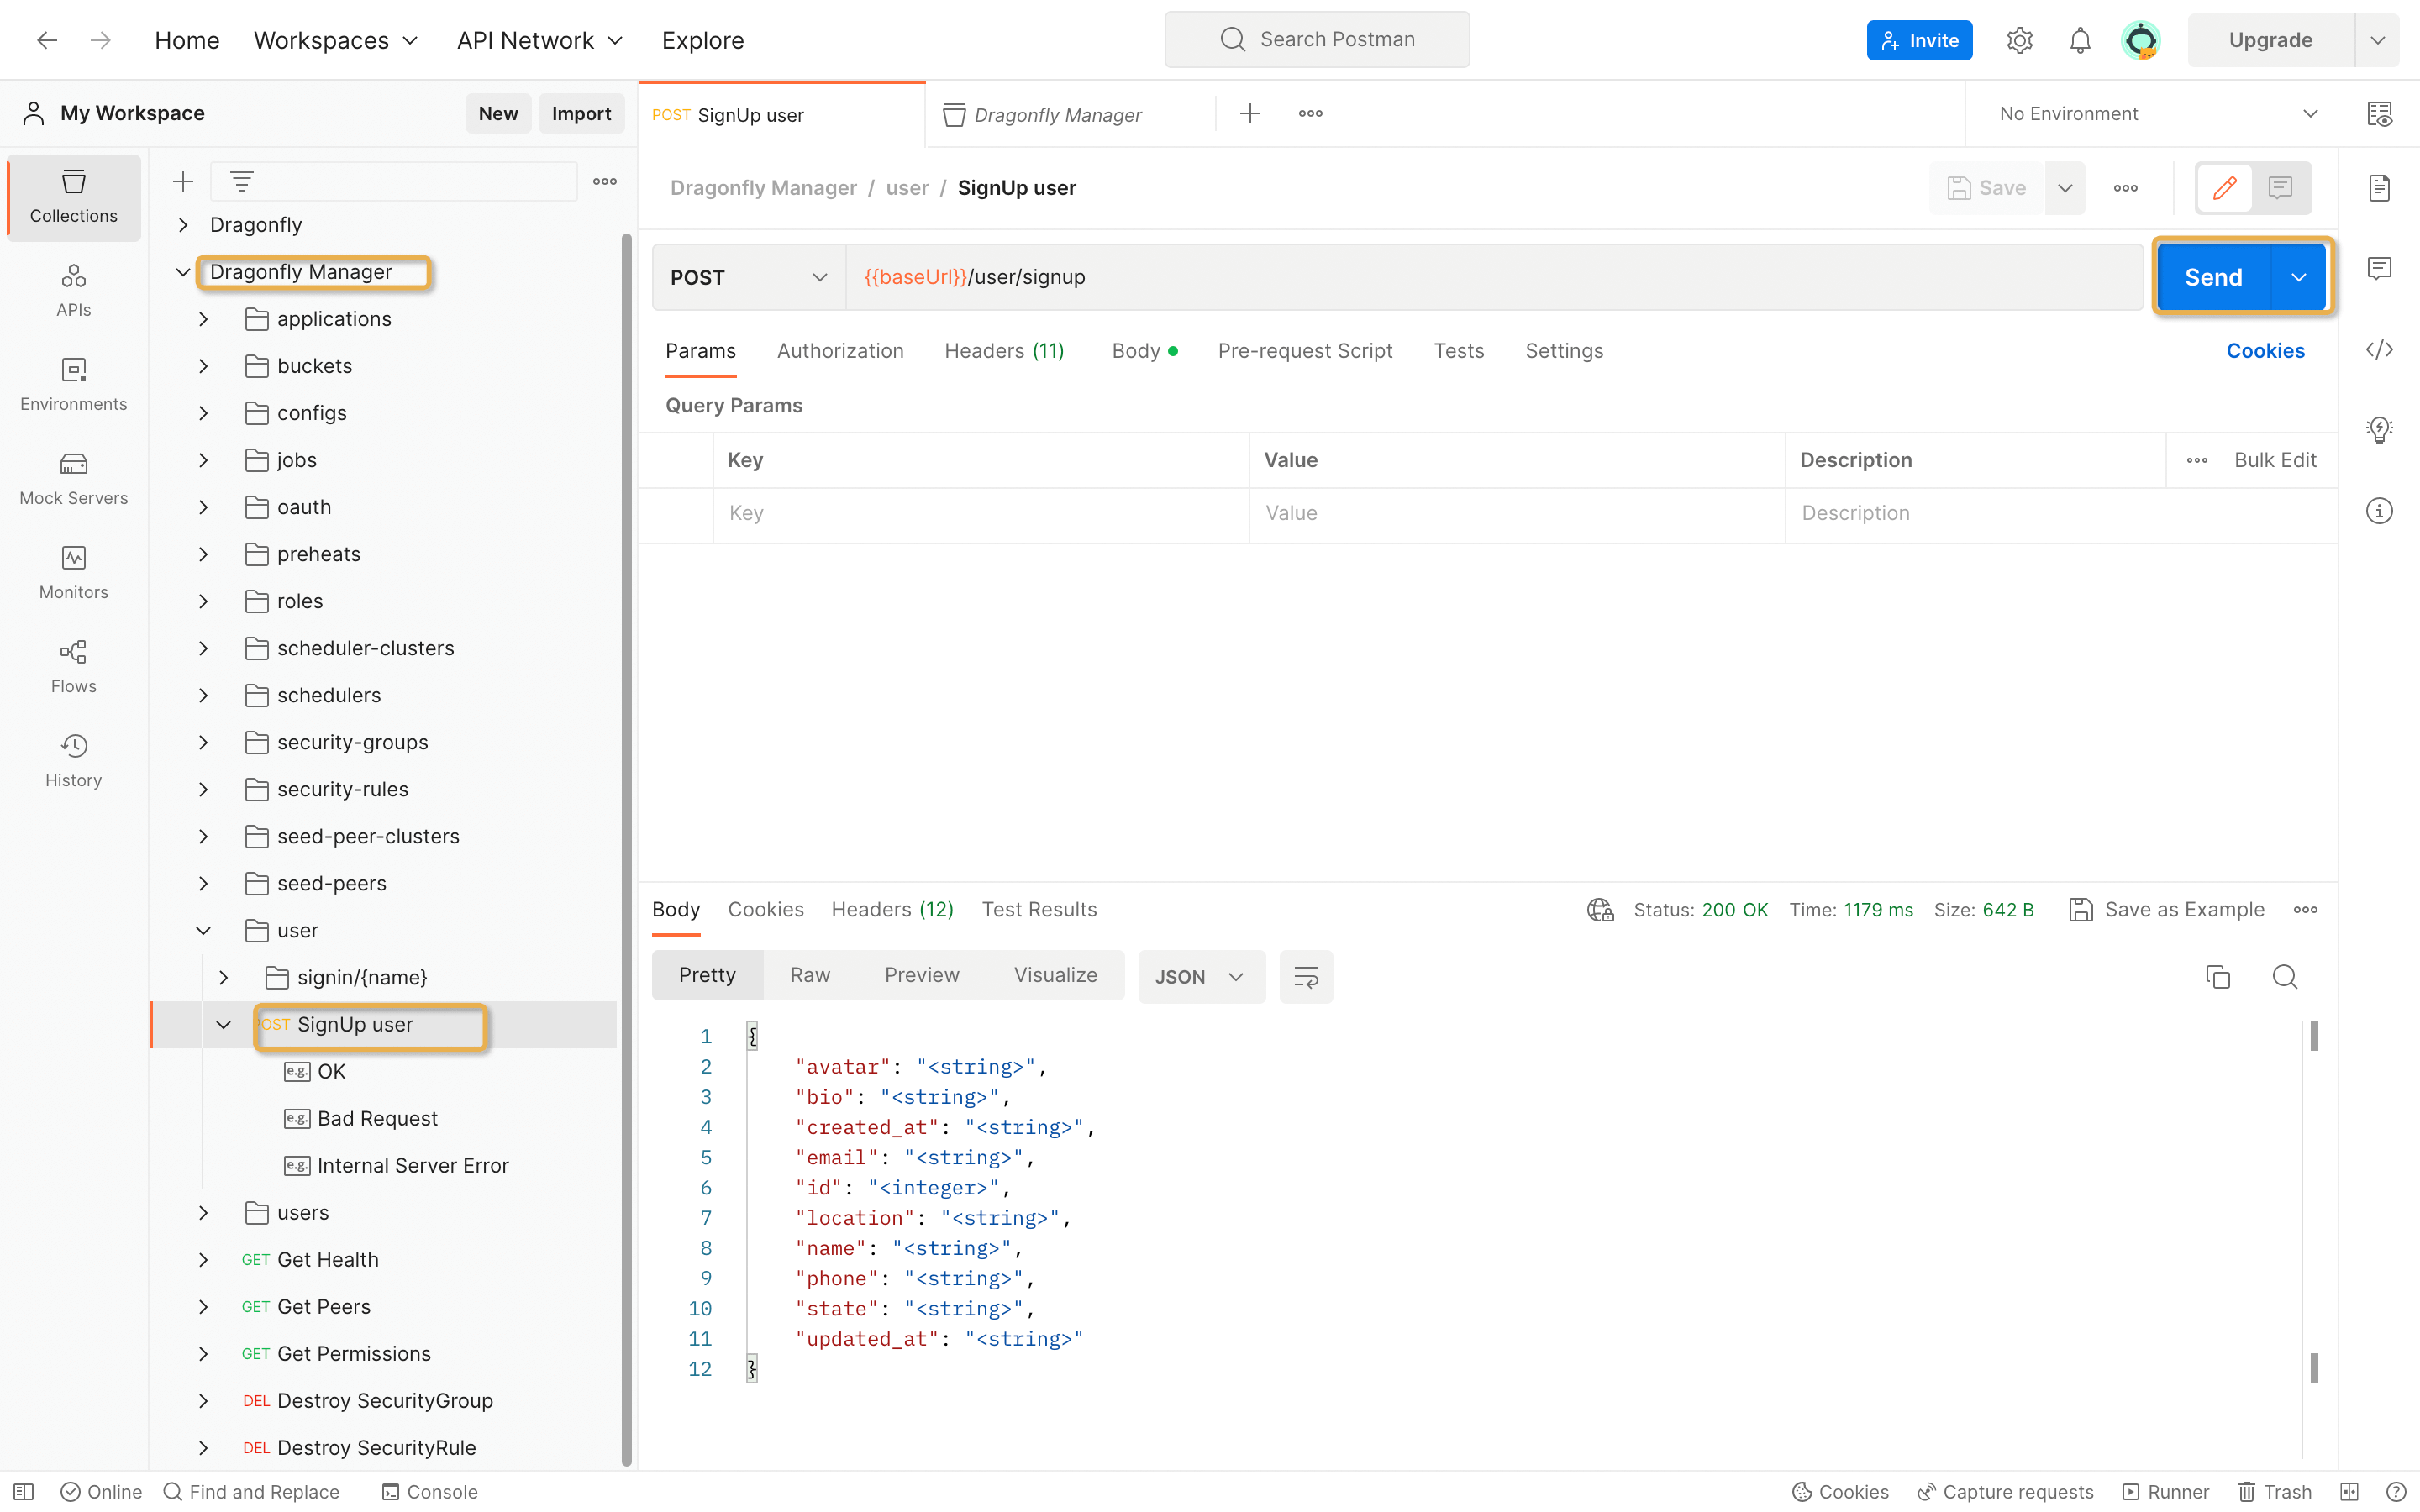 Home Workspaces API Network Explore Search Postman Invite Upgrade
My Workspace New Import
POST SignUp user Dragonfly Manager No Environment
Collections
APIs
Environments
Mock Servers
Monitors
Flows
History
Dragonfly
Dragonfly Manager
applications
buckets
configs
jobs
oauth
preheats
roles
scheduler-clusters
schedulers
security-groups
security-rules
seed-peer-clusters
seed-peers
user
signin/{name}
POST SignUp user
e.g. OK
e.g. Bad Request
e.g. Internal Server Error
users
GET Get Health
GET Get Peers
GET Get Permissions
DEL Destroy SecurityGroup
DEL Destroy SecurityRule
Dragonfly Manager / user / SignUp user Save
POST {{baseUrl}}/user/signup Send
Params Authorization Headers (11) Body Pre-request Script Tests Settings Cookies
Query Params
Key Value Description Bulk Edit
Key Value Description
Body Cookies Headers (12) Test Results Status: 200 OK Time: 1179 ms Size: 642 B Save as Example
Pretty Raw Preview Visualize JSON
1 {
2 "avatar": "<string>",
3 "bio": "<string>",
4 "created_at": "<string>",
5 "email": "<string>",
6 "id": "<integer>",
7 "location": "<string>",
8 "name": "<string>",
9 "phone": "<string>",
10 "state": "<string>",
11 "updated_at": "<string>"
12 }
Online Find and Replace Console Cookies Capture requests Runner Trash